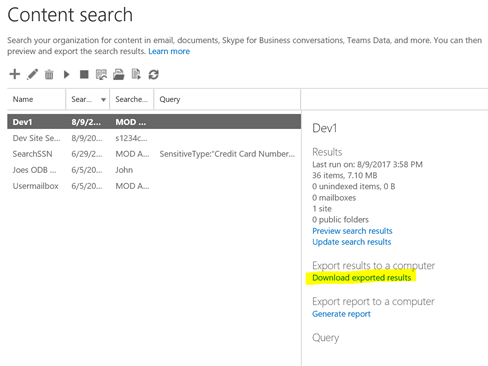 Content search
Search your organization for content in email, documents, Skype for Business conversations, Teams Data, and more. You can then
preview and export the search results. Learn more
Name Sear... Searche... Query
Dev1 8/9/2... MOD ...
Dev Site Se... 8/9/20... s1234c...
SearchSSN 6/29/2... MOD A... SensitiveType:"Credit Card Number...
Joes ODB ... 6/5/20... John
Usermailbox 6/5/20... MOD A...
Dev1
Results
Last run on: 8/9/2017 3:58 PM
36 items, 7.10 MB
0 unindexed items, 0 B
0 mailboxes
1 site
0 public folders
Preview search results
Update search results
Export results to a computer
Download exported results
Export report to a computer
Generate report
Query